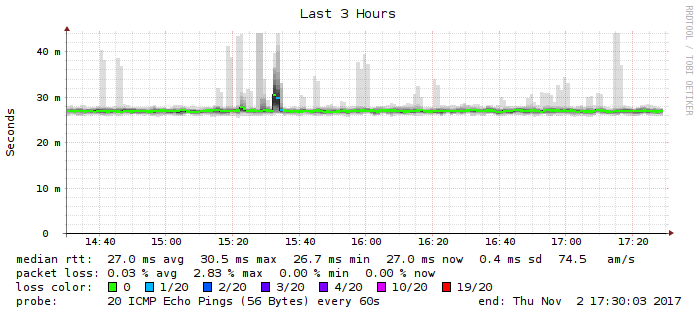 Last 3 Hours
RRDTOOL / TOBI OETIKER
Seconds
40 m
30 m
20 m
10 m
0
14:40 15:00 15:20 15:40 16:00 16:20 16:40 17:00 17:20
median rtt: 27.0 ms avg 30.5 ms max 26.7 ms min 27.0 ms now 0.4 ms sd 74.5 am/s
packet loss: 0.03 % avg 2.83 % max 0.00 % min 0.00 % now
loss color: 0 1/20 2/20 3/20 4/20 10/20 19/20
probe: 20 ICMP Echo Pings (56 Bytes) every 60s end: Thu Nov 2 17:30:03 2017